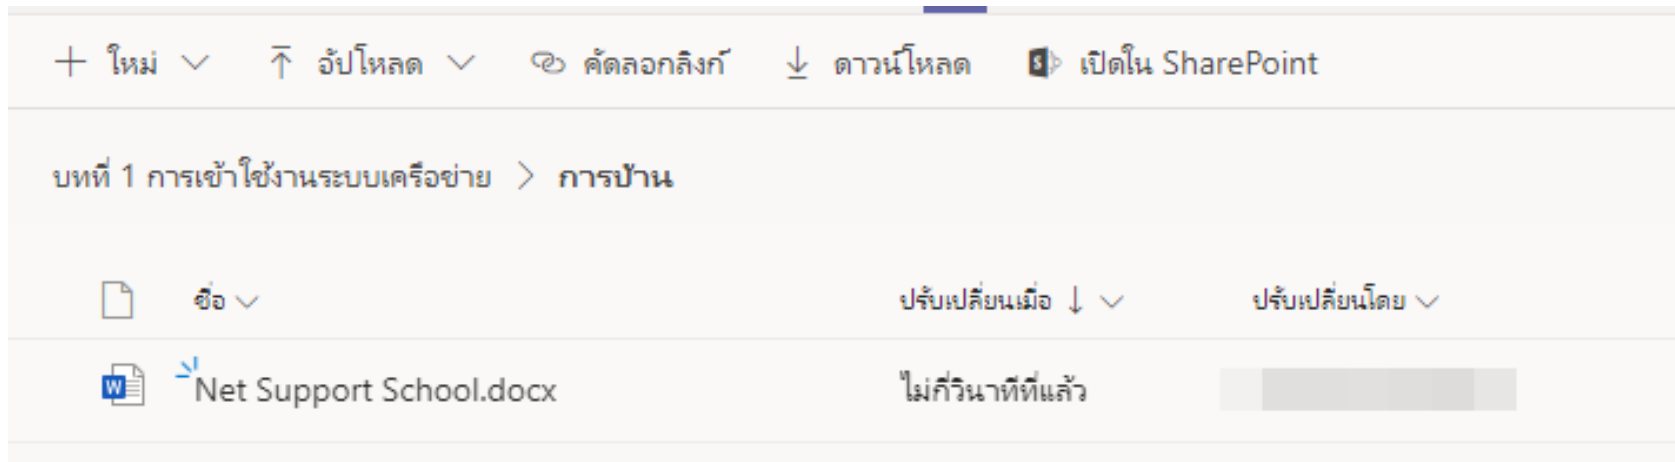 ใหม่ อัปโหลด คัดลอกลิงก์ ดาวน์โหลด เปิดใน SharePoint
บทที่ 1 การเข้าใช้งานระบบเครือข่าย > การบ้าน
ชื่อ ปรับเปลี่ยนเมื่อ ปรับเปลี่ยนโดย
Net Support School.docx ไม่กี่วินาทีที่แล้ว